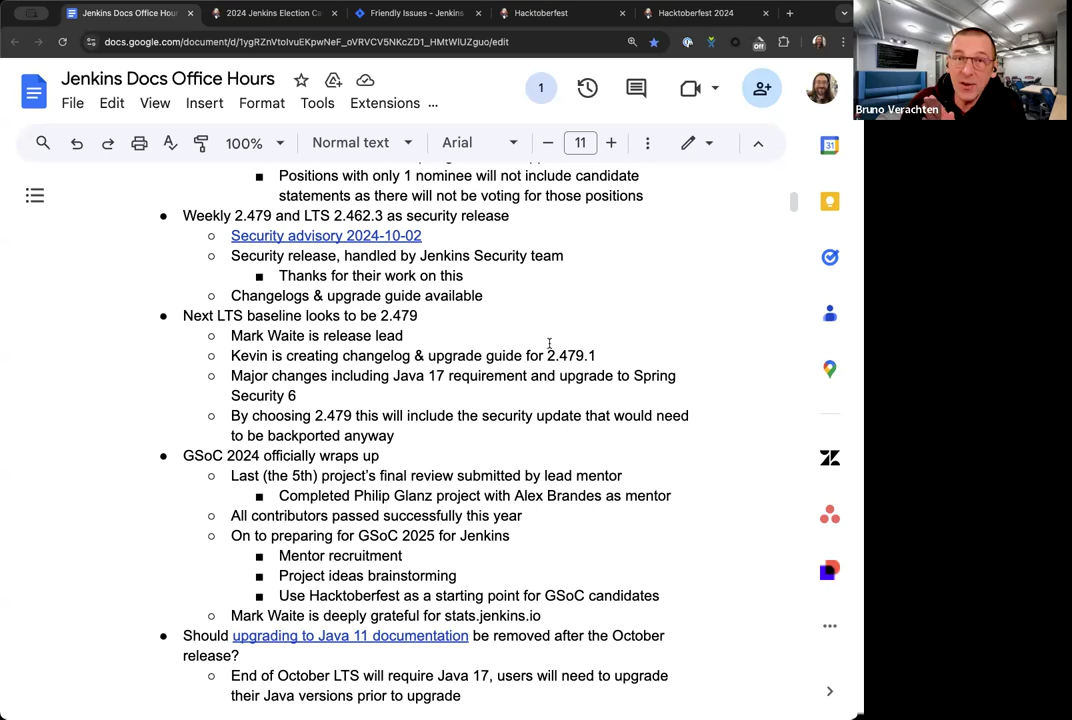 Jenkins Docs Office Hour
2024 Jenkins Election Ca
Friendly Issues - Jenkins
Hacktoberfest
Hacktoberfest 2024
docs.google.com/document/d/1ygRZnVtoIvuEKpwNeF_oVRVCV5NKcZD1_HMtWlUZguo/edit
Off
Jenkins Docs Office Hours
File Edit View Insert Format Tools Extensions ...
1
100% Normal text Arial 11
Positions with only 1 nominee will not include candidate
statements as there will not be voting for those positions
Weekly 2.479 and LTS 2.462.3 as security release
Security advisory 2024-10-02
Security release, handled by Jenkins Security team
Thanks for their work on this
Changelogs & upgrade guide available
Next LTS baseline looks to be 2.479
Mark Waite is release lead
Kevin is creating changelog & upgrade guide for 2.479.1
Major changes including Java 17 requirement and upgrade to Spring
Security 6
By choosing 2.479 this will include the security update that would need
to be backported anyway
GSoC 2024 officially wraps up
Last (the 5th) project's final review submitted by lead mentor
Completed Philip Glanz project with Alex Brandes as mentor
All contributors passed successfully this year
On to preparing for GSoC 2025 for Jenkins
Mentor recruitment
Project ideas brainstorming
Use Hacktoberfest as a starting point for GSoC candidates
Mark Waite is deeply grateful for stats.jenkins.io
Should upgrading to Java 11 documentation be removed after the October
release?
End of October LTS will require Java 17, users will need to upgrade
their Java versions prior to upgrade
Bruno Verachten
31